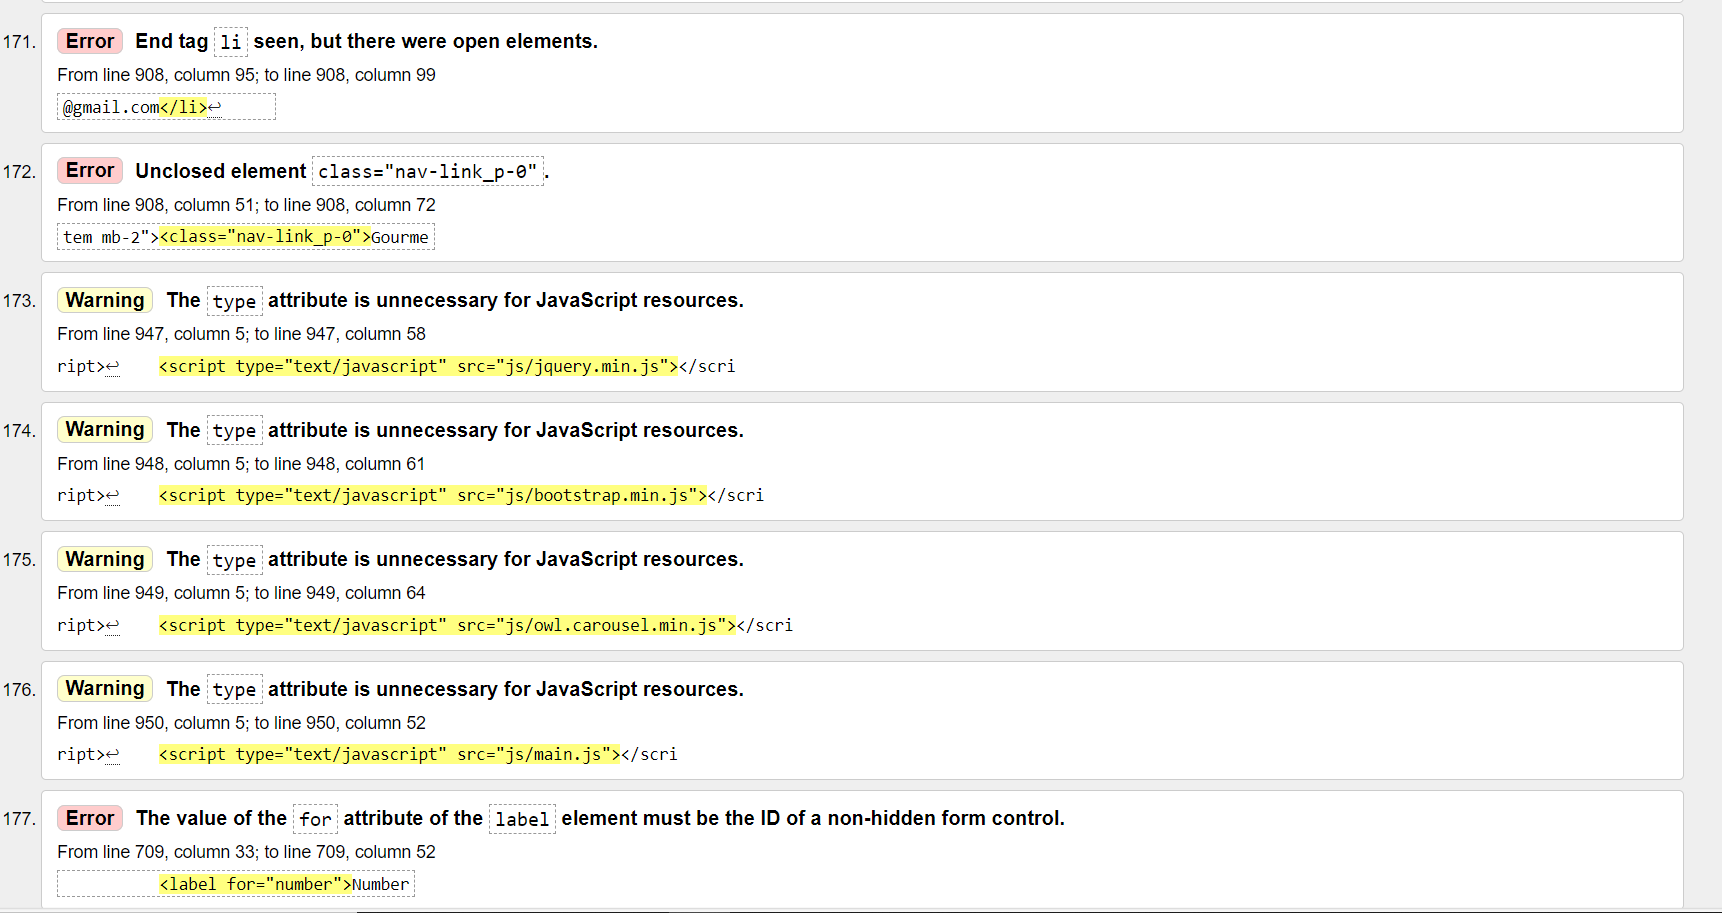 171. Error End tag li seen, but there were open elements.
From line 908, column 95; to line 908, column 99
@gmail.com</li>↩
172. Error Unclosed element class="nav-link_p-0".
From line 908, column 51; to line 908, column 72
tem mb-2"><class="nav-link_p-0">Gourme
173. Warning The type attribute is unnecessary for JavaScript resources.
From line 947, column 5; to line 947, column 58
ript>↩ <script type="text/javascript" src="js/jquery.min.js"></scri
174. Warning The type attribute is unnecessary for JavaScript resources.
From line 948, column 5; to line 948, column 61
ript>↩ <script type="text/javascript" src="js/bootstrap.min.js"></scri
175. Warning The type attribute is unnecessary for JavaScript resources.
From line 949, column 5; to line 949, column 64
ript>↩ <script type="text/javascript" src="js/owl.carousel.min.js"></scri
176. Warning The type attribute is unnecessary for JavaScript resources.
From line 950, column 5; to line 950, column 52
ript>↩ <script type="text/javascript" src="js/main.js"></scri
177. Error The value of the for attribute of the label element must be the ID of a non-hidden form control.
From line 709, column 33; to line 709, column 52
<label for="number">Number